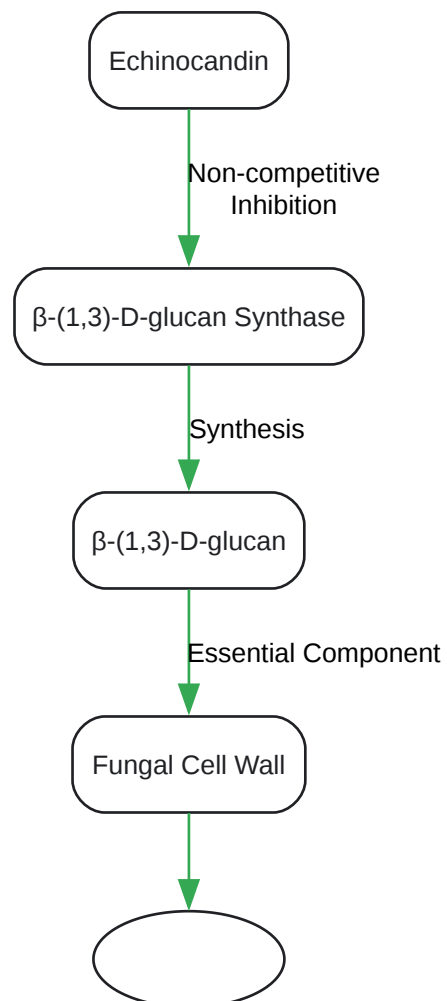 Echinocandin
Non-competitive
Inhibition
β-(1,3)-D-glucan Synthase
Synthesis
β-(1,3)-D-glucan
Essential Component
Fungal Cell Wall